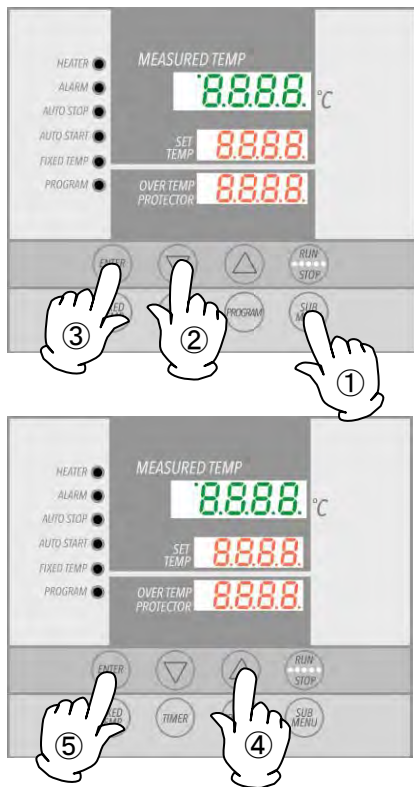 HEATER
MEASURED TEMP
ALARM
8.8.8.8. °C
AUTO STOP
AUTO START
SET
TEMP
8.8.8.8.
FIXED TEMP
PROGRAM
OVER TEMP
PROTECTOR
8.8.8.8.
ENTER
RUN
STOP
PROGRAM
SUB
③
②
①
HEATER
MEASURED TEMP
ALARM
8.8.8.8. °C
AUTO STOP
AUTO START
SET
TEMP
8.8.8.8.
FIXED TEMP
PROGRAM
OVER TEMP
PROTECTOR
8.8.8.8.
ENTER
RUN
STOP
TIMER
SUB
MENU
⑤
④